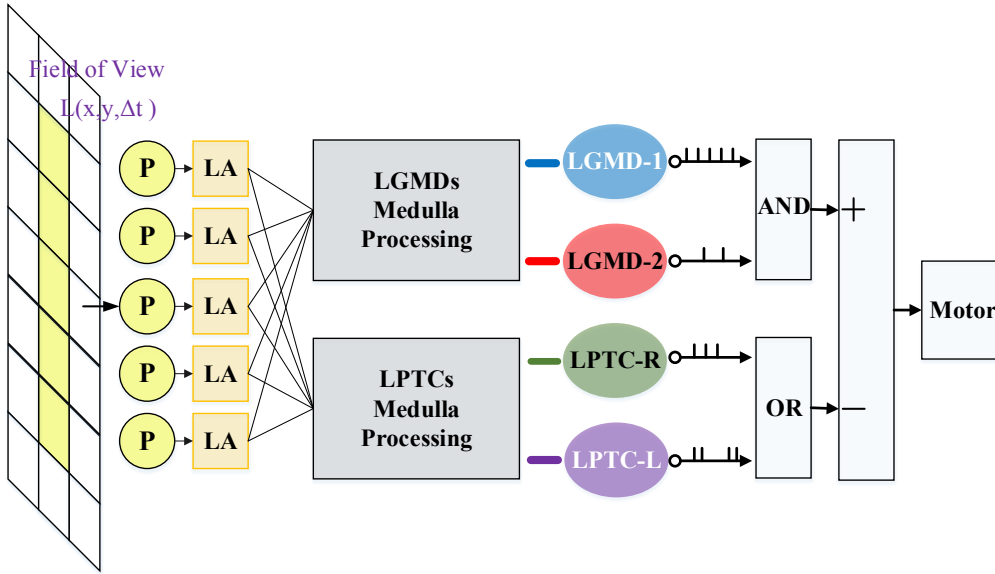 Field of View
L(x,y,Δt )
P
LA
P
LA
P
LA
P
LA
P
LA
LGMDs
Medulla
Processing
LPTCs
Medulla
Processing
LGMD-1
LGMD-2
LPTC-R
LPTC-L
AND
OR
+
−
Motor